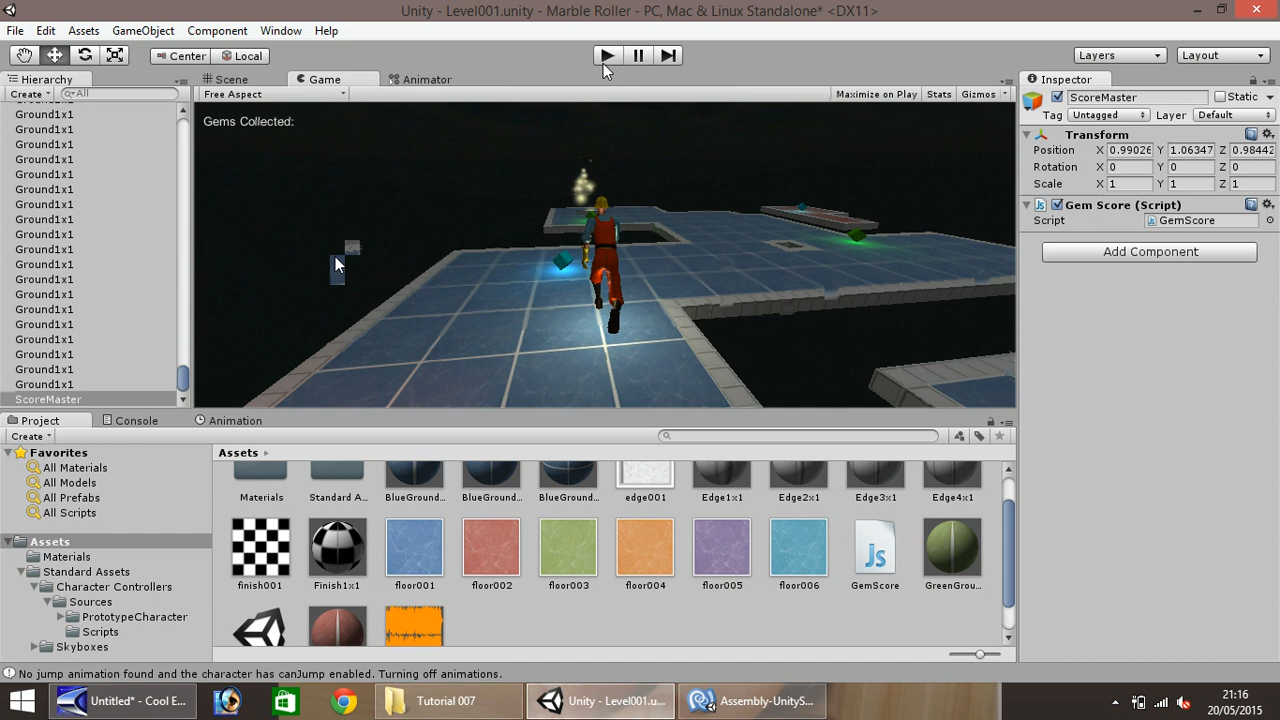 Unity - Level001.unity - Marble Roller - PC, Mac & Linux Standalone* <DX11>
File Edit Assets GameObject Component Window Help
Center Local Layers Layout
Hierarchy Scene Game Animator Inspector
Create All Free Aspect Maximize on Play Stats Gizmos ScoreMaster Static
Ground1x1
Ground1x1 Tag Untagged Layer Default
Gems Collected:
Ground1x1 Transform
Ground1x1 Position X 0.99026 Y 1.06347 Z 0.98442
Ground1x1 Rotation X 0 Y 0 Z 0
Ground1x1 Scale X 1 Y 1 Z 1
Ground1x1 Gem Score (Script)
Ground1x1 Script GemScore
Ground1x1
Ground1x1 Add Component
Ground1x1
Ground1x1
Ground1x1
Ground1x1
Ground1x1
Ground1x1
Ground1x1
Ground1x1
Ground1x1
Ground1x1
ScoreMaster
Project Console Animation
Create
Favorites Assets
All Materials
All Models
All Prefabs
All Scripts
Materials Standard A... BlueGround... BlueGround... BlueGround... edge001 Edge1x1 Edge2x1 Edge3x1 Edge4x1
Assets
Materials
Standard Assets
Character Controllers
Sources
PrototypeCharacter
Scripts
Skyboxes
Js
finish001 Finish1x1 floor001 floor002 floor003 floor004 floor005 floor006 GemScore GreenGrou...
No jump animation found and the character has canJump enabled. Turning off animations.
Untitled* - Cool E... Tutorial 007 Unity - Level001.u... Assembly-UnityS...
21:16
20/05/2015